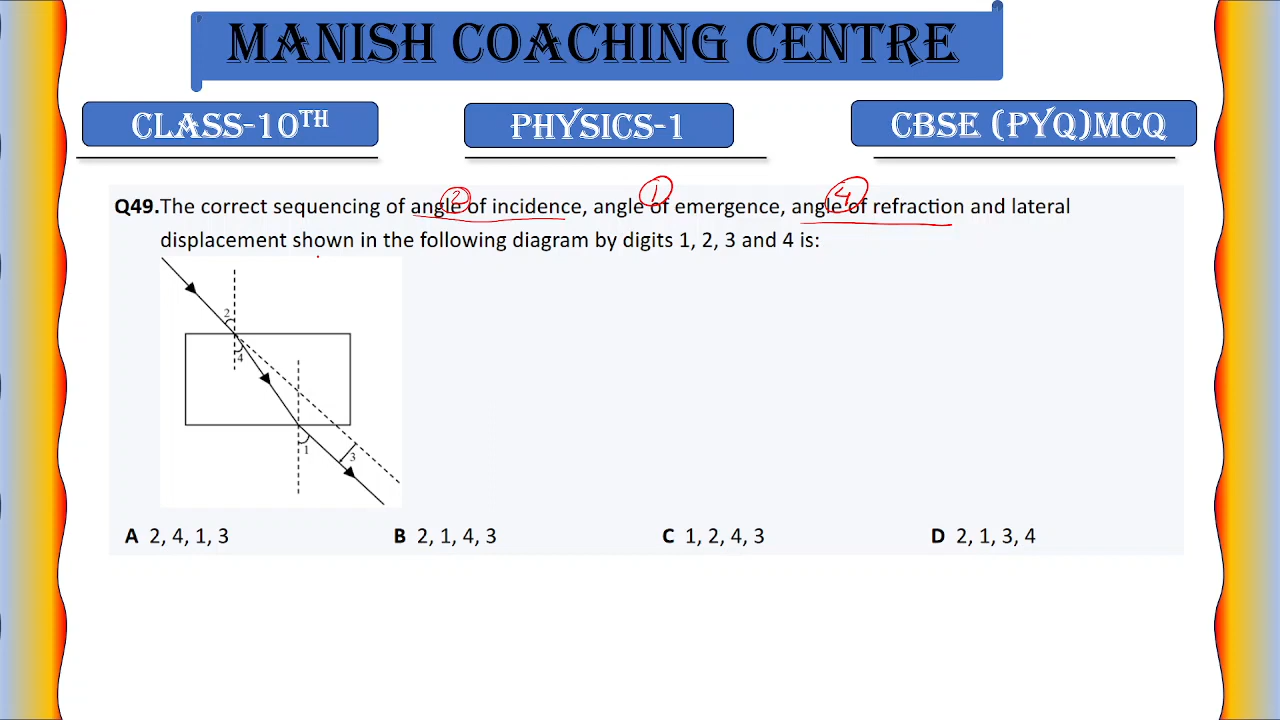 MANISH COACHING CENTRE
CLASS-10TH
PHYSICS-1
CBSE (PYQ)MCQ
2 1 4
Q49.The correct sequencing of angle of incidence, angle of emergence, angle of refraction and lateral
displacement shown in the following diagram by digits 1, 2, 3 and 4 is:
2
4
1
3
A 2, 4, 1, 3
B 2, 1, 4, 3
C 1, 2, 4, 3
D 2, 1, 3, 4